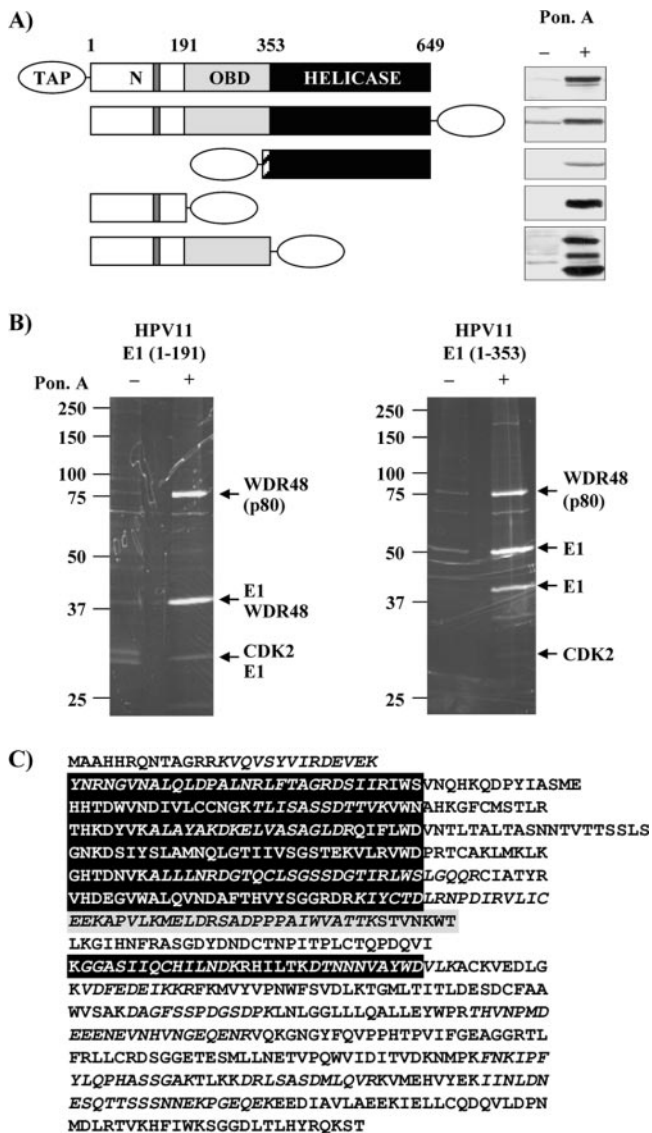 A)
Pon. A
1 191 353 649
– +
TAP N OBD HELICASE
B)
HPV11
E1 (1-191)
Pon. A – +
250
150
100
75
50
37
25
WDR48
(p80)
E1
WDR48
CDK2
E1
HPV11
E1 (1-353)
– +
250
150
100
75
50
37
25
WDR48
(p80)
E1
E1
CDK2
C)
MAAHHRQNTAGRRKVQVSYVIRDEVEK
YNRNGVNALQLDPALNRLFTAGRDSIIRIWSVNQHKQDPYIASME
HHTDWVNDIVLCCNGKTLISASSDTTVKVWNAHKGFCMSTLR
THKDYVKALAYAKDKELVASAGLDRQIFLWDVNTLTALTASNNTVTTSSLS
GNKDSIYSLAMNQLGTIIVSGSTEKVLRVWDPRTCAKLMKLK
GHTDNVKALLLNRDGTQCLSGSSDGTIRLWSLGQQRCIATYR
VHDEGVWALQVNDAFTHVYSGGRDRKIYCTDLRNPDIRVLIC
EEKAPVLKMELDRSADPPPAIWVATTKSTVNKWT
LKGIHNFRASGDYDNDCTNPITPLCTQPDQVI
KGGASIIQCHILNDKRHILTKDTNNNVAYWDVLKACKVEDLG
KVDFEDEIKKRFKMVYVPNWFSVDLKTGMLTITLDESDCFAA
WVSAKDAGFSSPDGSDPKLNLGGLLLQALLEYWPRTHVNPMD
EEENEVNHVNGEQENRVQKGNGYFQVPPHTPVIFGEAGGRTL
FRLLCRDSGGETESMLLNETVPQWVIDITVDKNMPKFNKIPF
YLQPHASSGAKTLKKDRLSASDMLQVRKVMEHVYEKIINLDN
ESQTTSSSNNEKPGEQEKEEDIAVLAEEKIELLCQDQVLDPN
MDLRTVKHFIWKSGGDLTLHYRQKST